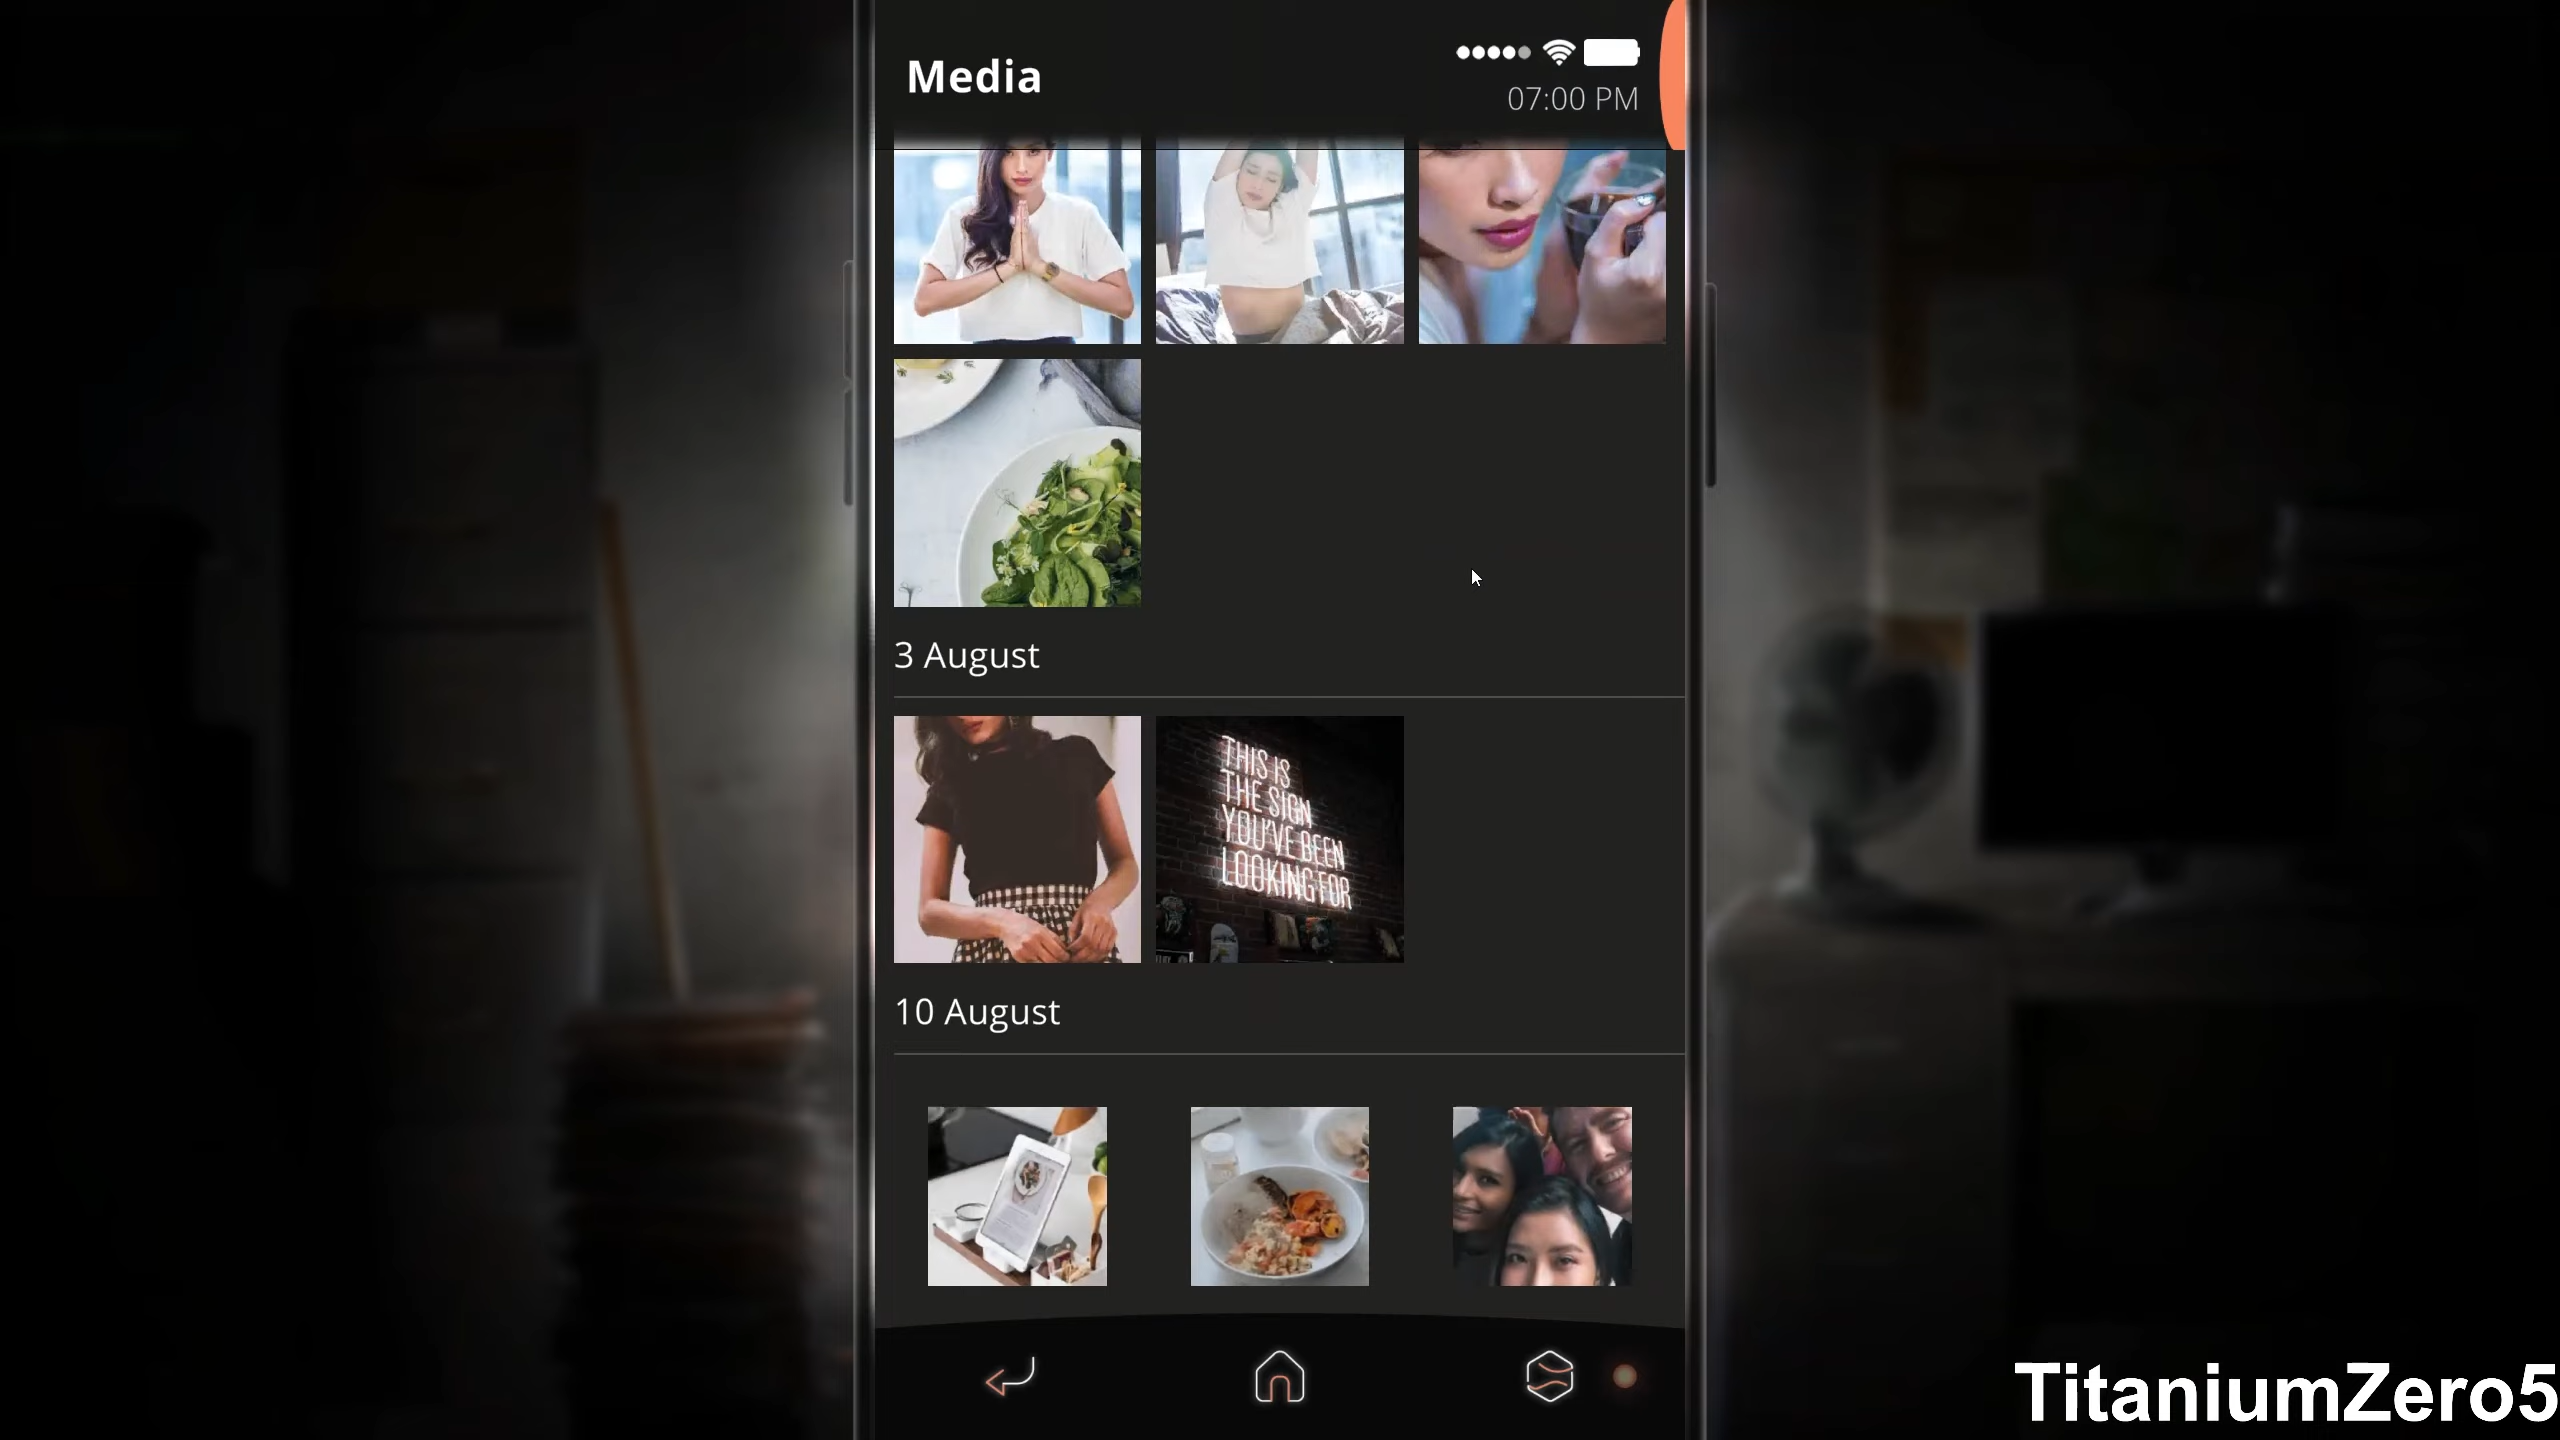 Media
07:00 PM
3 August
THIS IS
THE SIGN
YOU'VE BEEN
LOOKING FOR
10 August
TitaniumZero5